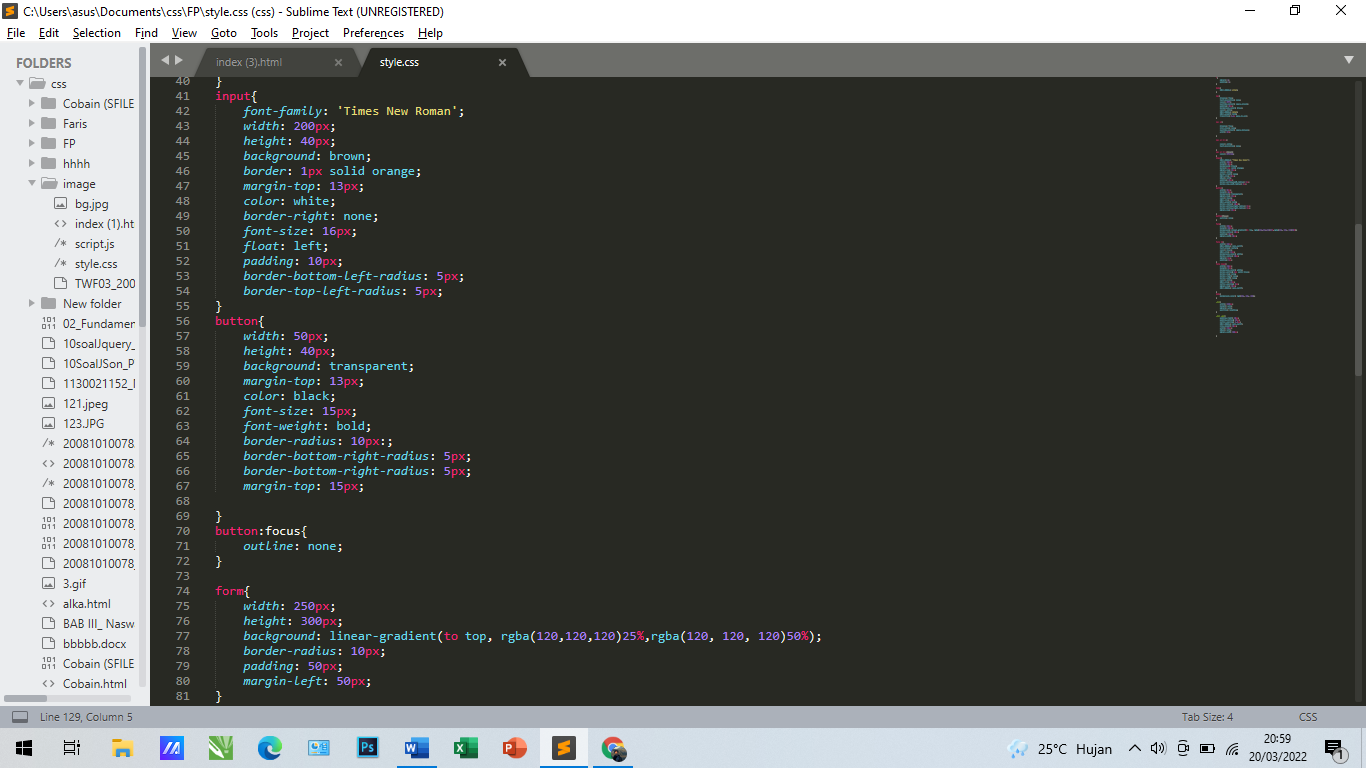 C:\Users\asus\Documents\css\FP\style.css (css) - Sublime Text (UNREGISTERED)
File Edit Selection Find View Goto Tools Project Preferences Help
FOLDERS
css
Cobain (SFILE
Faris
FP
hhhh
image
bg.jpg
<> index (1).ht
/* script.js
/* style.css
TWF03_200
New folder
02_Fundamen
10soalJquery_
10SoalJSon_P
1130021152_
121.jpeg
123.JPG
/* 20081010078
<> 20081010078
/* 20081010078_
20081010078_
20081010078_
20081010078_
20081010078_
3.gif
<> alka.html
BAB III_ Nasw
bbbbb.docx
Cobain (SFILE
<> Cobain.html
index (3).html
style.css
40 }
41 input{
42 font-family: 'Times New Roman';
43 width: 200px;
44 height: 40px;
45 background: brown;
46 border: 1px solid orange;
47 margin-top: 13px;
48 color: white;
49 border-right: none;
50 font-size: 16px;
51 float: left;
52 padding: 10px;
53 border-bottom-left-radius: 5px;
54 border-top-left-radius: 5px;
55 }
56 button{
57 width: 50px;
58 height: 40px;
59 background: transparent;
60 margin-top: 13px;
61 color: black;
62 font-size: 15px;
63 font-weight: bold;
64 border-radius: 10px:;
65 border-bottom-right-radius: 5px;
66 border-bottom-right-radius: 5px;
67 margin-top: 15px;
68
69 }
70 button:focus{
71 outline: none;
72 }
73
74 form{
75 width: 250px;
76 height: 300px;
77 background: linear-gradient(to top, rgba(120,120,120)25%,rgba(120, 120, 120)50%);
78 border-radius: 10px;
79 padding: 50px;
80 margin-left: 50px;
81 }
Line 129, Column 5
Tab Size: 4
CSS
25°C Hujan
20:59
20/03/2022
1